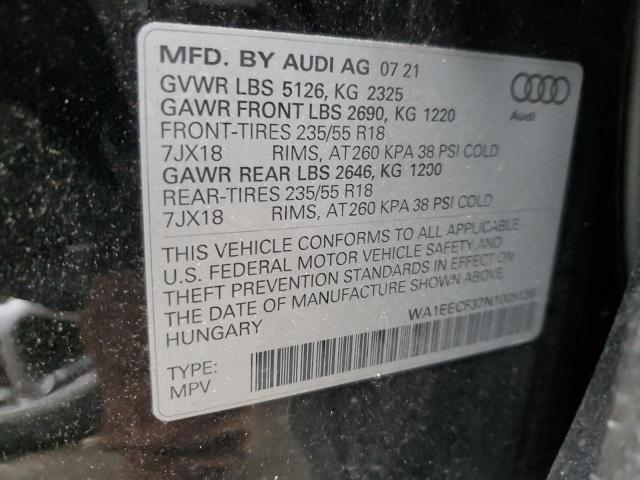 MFD. BY AUDI AG 07 21
GVWR LBS 5126, KG 2325
GAWR FRONT LBS 2690, KG 1220
FRONT-TIRES 235/55 R18
7JX18 RIMS, AT260 KPA 38 PSI COLD
GAWR REAR LBS 2646, KG 1200
REAR-TIRES 235/55 R18
7JX18 RIMS, AT260 KPA 38 PSI COLD
Audi
THIS VEHICLE CONFORMS TO ALL APPLICABLE
U.S. FEDERAL MOTOR VEHICLE SAFETY AND
THEFT PREVENTION STANDARDS IN EFFECT ON
THE DATE OF MANUFACTURE SHOWN ABOVE.
HUNGARY
TYPE:
MPV